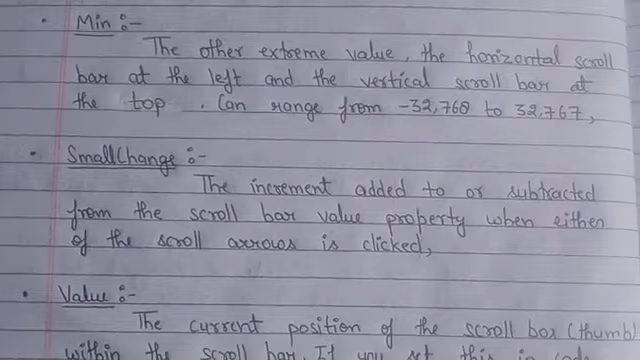 • Min :-
The other extreme value, the horizontal scroll
bar at the left and the vertical scroll bar at
the top. Can range from -32,768 to 32,767,
• SmallChange :-
The increment added to or subtracted
from the scroll bar value property when either
of the scroll arrows is clicked,
• Value :-
The current position of the scroll box (thumb)
within the scroll bar. If you set this in code